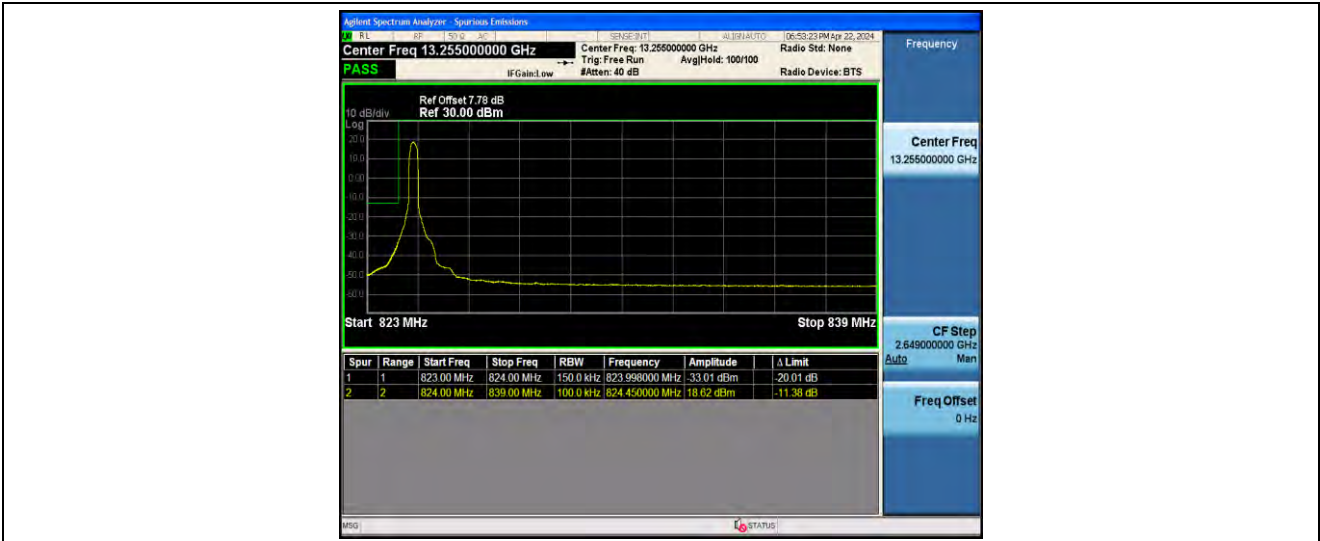 Agilent Spectrum Analyzer - Spurious Emissions
RL RF 50 Ω AC SENSE:INT ALIGNAUTO 06:53:23 PM Apr 22, 2024
Center Freq 13.255000000 GHz
Center Freq: 13.255000000 GHz
Radio Std: None
Trig: Free Run Avg|Hold: 100/100
PASS
IFGain:Low
#Atten: 40 dB
Radio Device: BTS
Ref Offset 7.78 dB
10 dB/div
Ref 30.00 dBm
Log
20.0
10.0
0.00
-10.0
-20.0
-30.0
-40.0
-50.0
-60.0
Start 823 MHz
Stop 839 MHz
Spur Range Start Freq Stop Freq RBW Frequency Amplitude Δ Limit
1 1 823.00 MHz 824.00 MHz 150.0 kHz 823.998000 MHz -33.01 dBm -20.01 dB
2 2 824.00 MHz 839.00 MHz 100.0 kHz 824.450000 MHz 18.62 dBm -11.38 dB
MSG
STATUS
Frequency
Center Freq
13.255000000 GHz
CF Step
2.649000000 GHz
Auto Man
Freq Offset
0 Hz